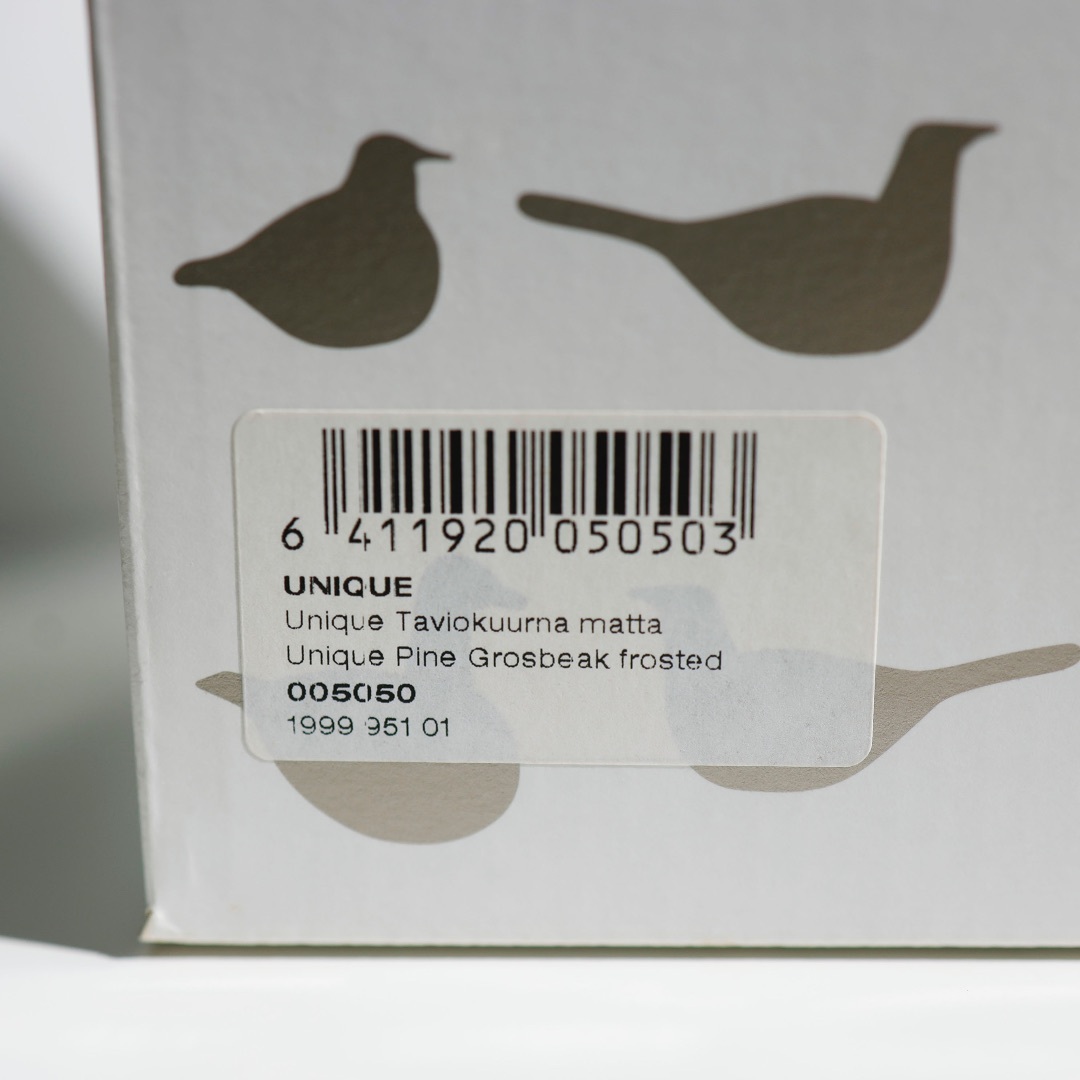 6 411920 050503
UNIQUE
Unique Taviokuurna matta
Unique Pine Grosbeak frosted
005050
1999 951 01